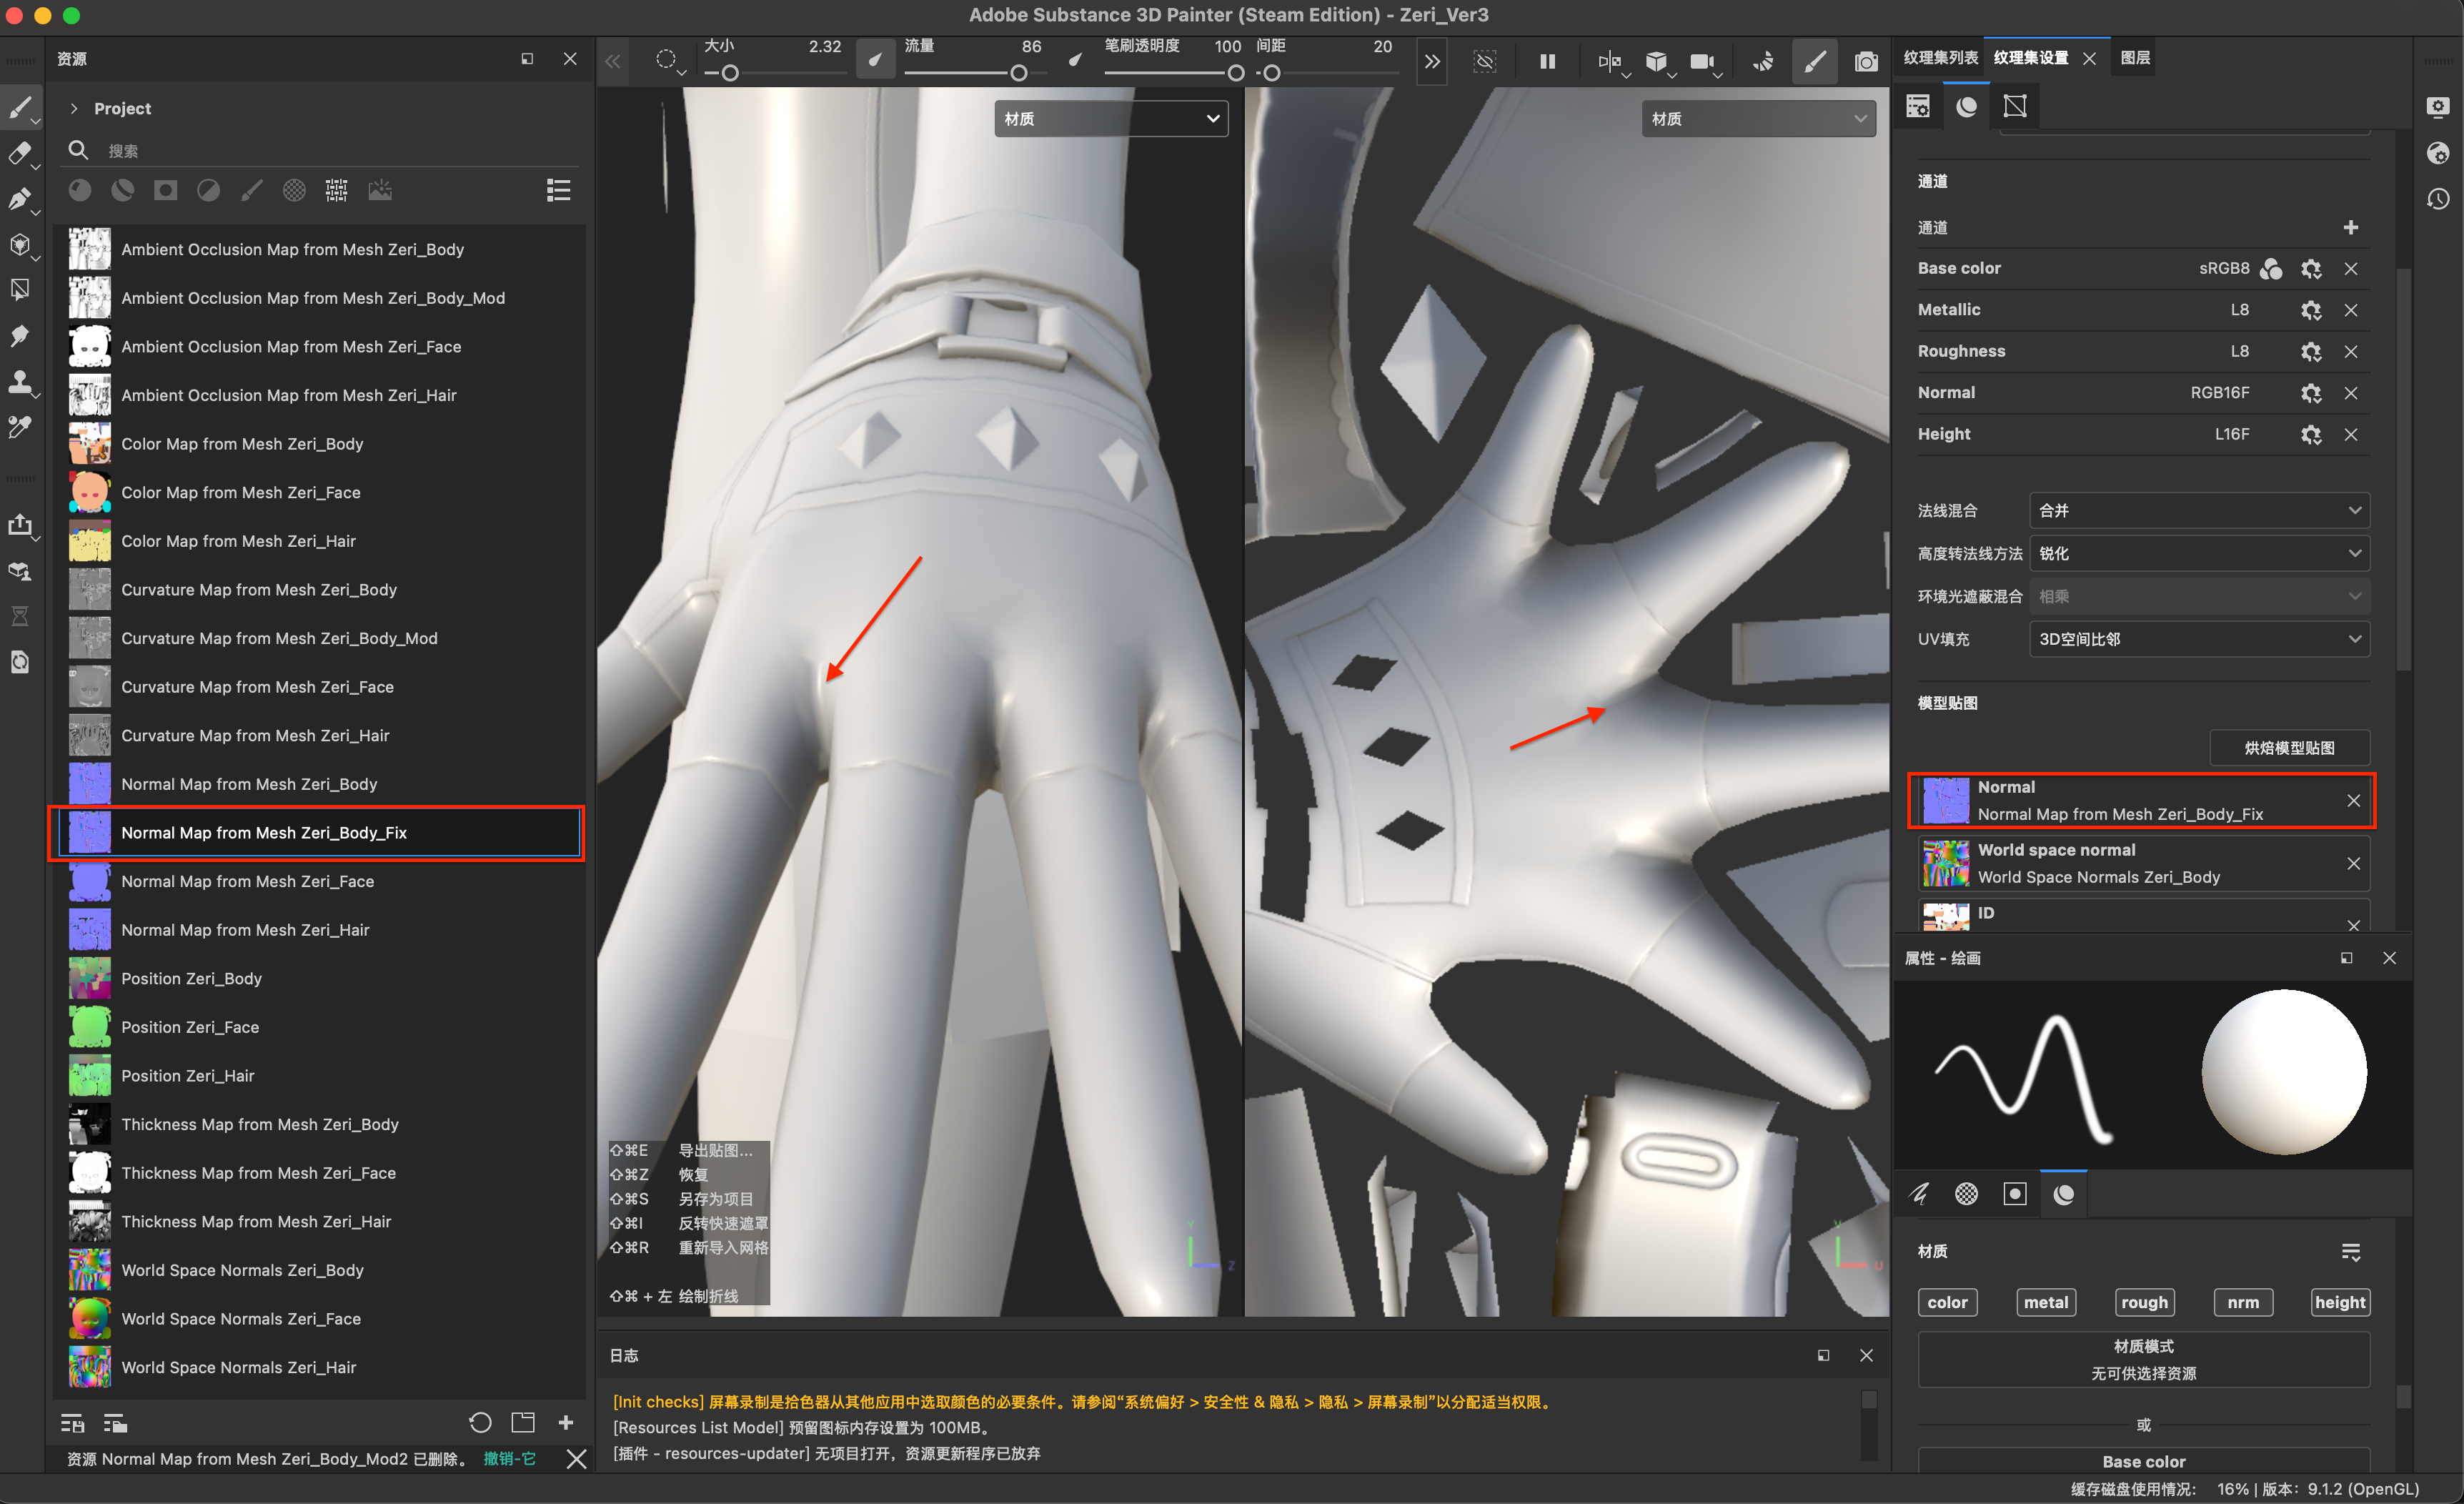 Adobe Substance 3D Painter (Steam Edition) - Zeri_Ver3
资源
Project
搜索
Ambient Occlusion Map from Mesh Zeri_Body
Ambient Occlusion Map from Mesh Zeri_Body_Mod
Ambient Occlusion Map from Mesh Zeri_Face
Ambient Occlusion Map from Mesh Zeri_Hair
Color Map from Mesh Zeri_Body
Color Map from Mesh Zeri_Face
Color Map from Mesh Zeri_Hair
Curvature Map from Mesh Zeri_Body
Curvature Map from Mesh Zeri_Body_Mod
Curvature Map from Mesh Zeri_Face
Curvature Map from Mesh Zeri_Hair
Normal Map from Mesh Zeri_Body
Normal Map from Mesh Zeri_Body_Fix
Normal Map from Mesh Zeri_Face
Normal Map from Mesh Zeri_Hair
Position Zeri_Body
Position Zeri_Face
Position Zeri_Hair
Thickness Map from Mesh Zeri_Body
Thickness Map from Mesh Zeri_Face
Thickness Map from Mesh Zeri_Hair
World Space Normals Zeri_Body
World Space Normals Zeri_Face
World Space Normals Zeri_Hair
资源 Normal Map from Mesh Zeri_Body_Mod2 已删除。 撤销-它
大小 2.32 流量 86 笔刷透明度 100 间距 20
材质
材质
⇧⌘E 导出贴图...
⇧⌘Z 恢复
⇧⌘S 另存为项目
⇧⌘I 反转快速遮罩
⇧⌘R 重新导入网格
⇧⌘ + 左 绘制折线
Y
Z
V
U
日志
[Init checks] 屏幕录制是拾色器从其他应用中选取颜色的必要条件。请参阅“系统偏好 > 安全性 & 隐私 > 隐私 > 屏幕录制”以分配适当权限。
[Resources List Model] 预留图标内存设置为 100MB。
[插件 - resources-updater] 无项目打开，资源更新程序已放弃
纹理集列表 纹理集设置 图层
通道
通道
Base color sRGB8
Metallic L8
Roughness L8
Normal RGB16F
Height L16F
法线混合 合并
高度转法线方法 锐化
环境光遮蔽混合 相乘
UV填充 3D空间比邻
模型贴图
烘焙模型贴图
Normal
Normal Map from Mesh Zeri_Body_Fix
World space normal
World Space Normals Zeri_Body
ID
属性 - 绘画
材质
color metal rough nrm height
材质模式
无可供选择资源
或
Base color
缓存磁盘使用情况: 16% | 版本: 9.1.2 (OpenGL)